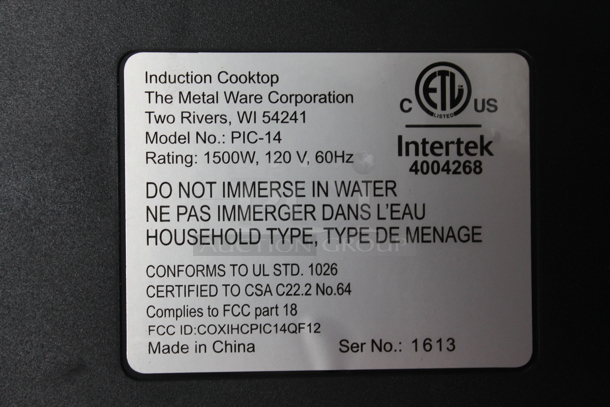 Induction Cooktop
The Metal Ware Corporation
Two Rivers, WI 54241
Model No.: PIC-14
Rating: 1500W, 120 V, 60Hz
C ETL US
LISTED
Intertek
4004268
DO NOT IMMERSE IN WATER
NE PAS IMMERGER DANS L'EAU
HOUSEHOLD TYPE, TYPE DE MENAGE
AUCTION GROUP
CONFORMS TO UL STD. 1026
CERTIFIED TO CSA C22.2 No.64
Complies to FCC part 18
FCC ID:COXIHCPIC14QF12
Made in China
Ser No.: 1613